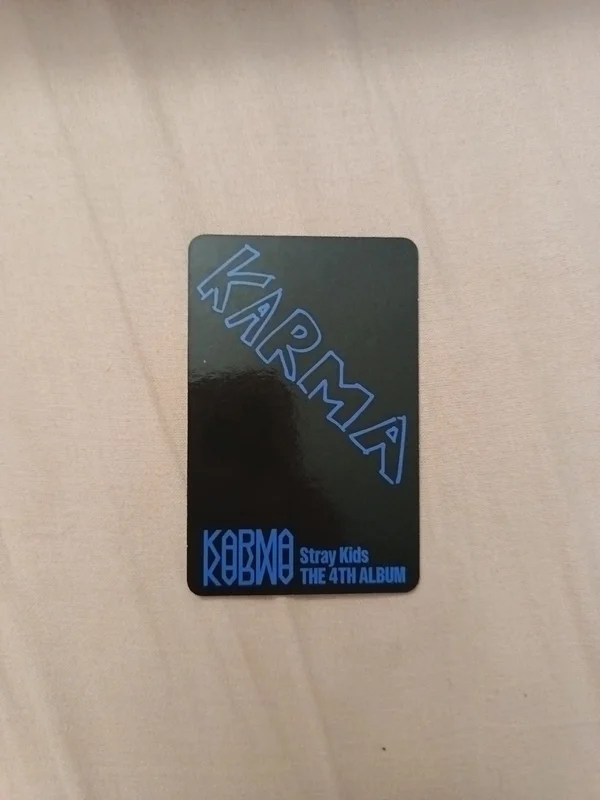 KARMA
KARMA
Stray Kids
THE 4TH ALBUM